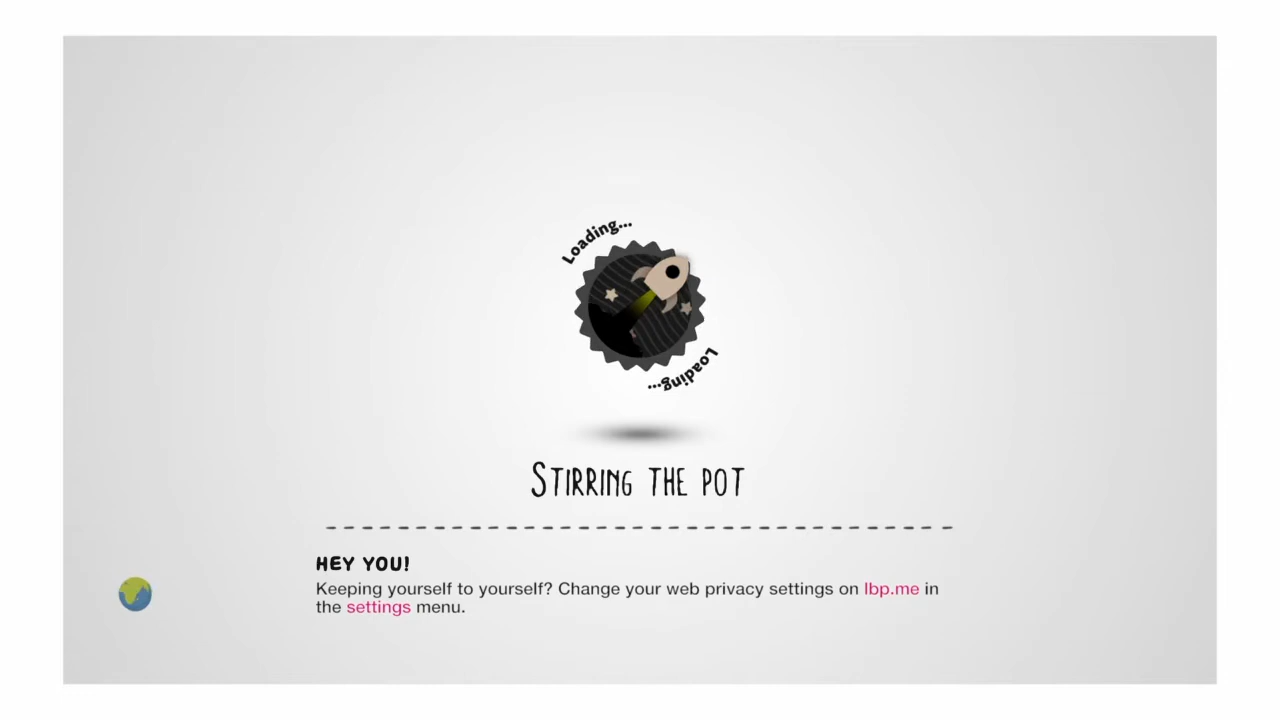 Loading...
Loading...
STIRRING THE POT
HEY YOU!
Keeping yourself to yourself? Change your web privacy settings on lbp.me in
the settings menu.